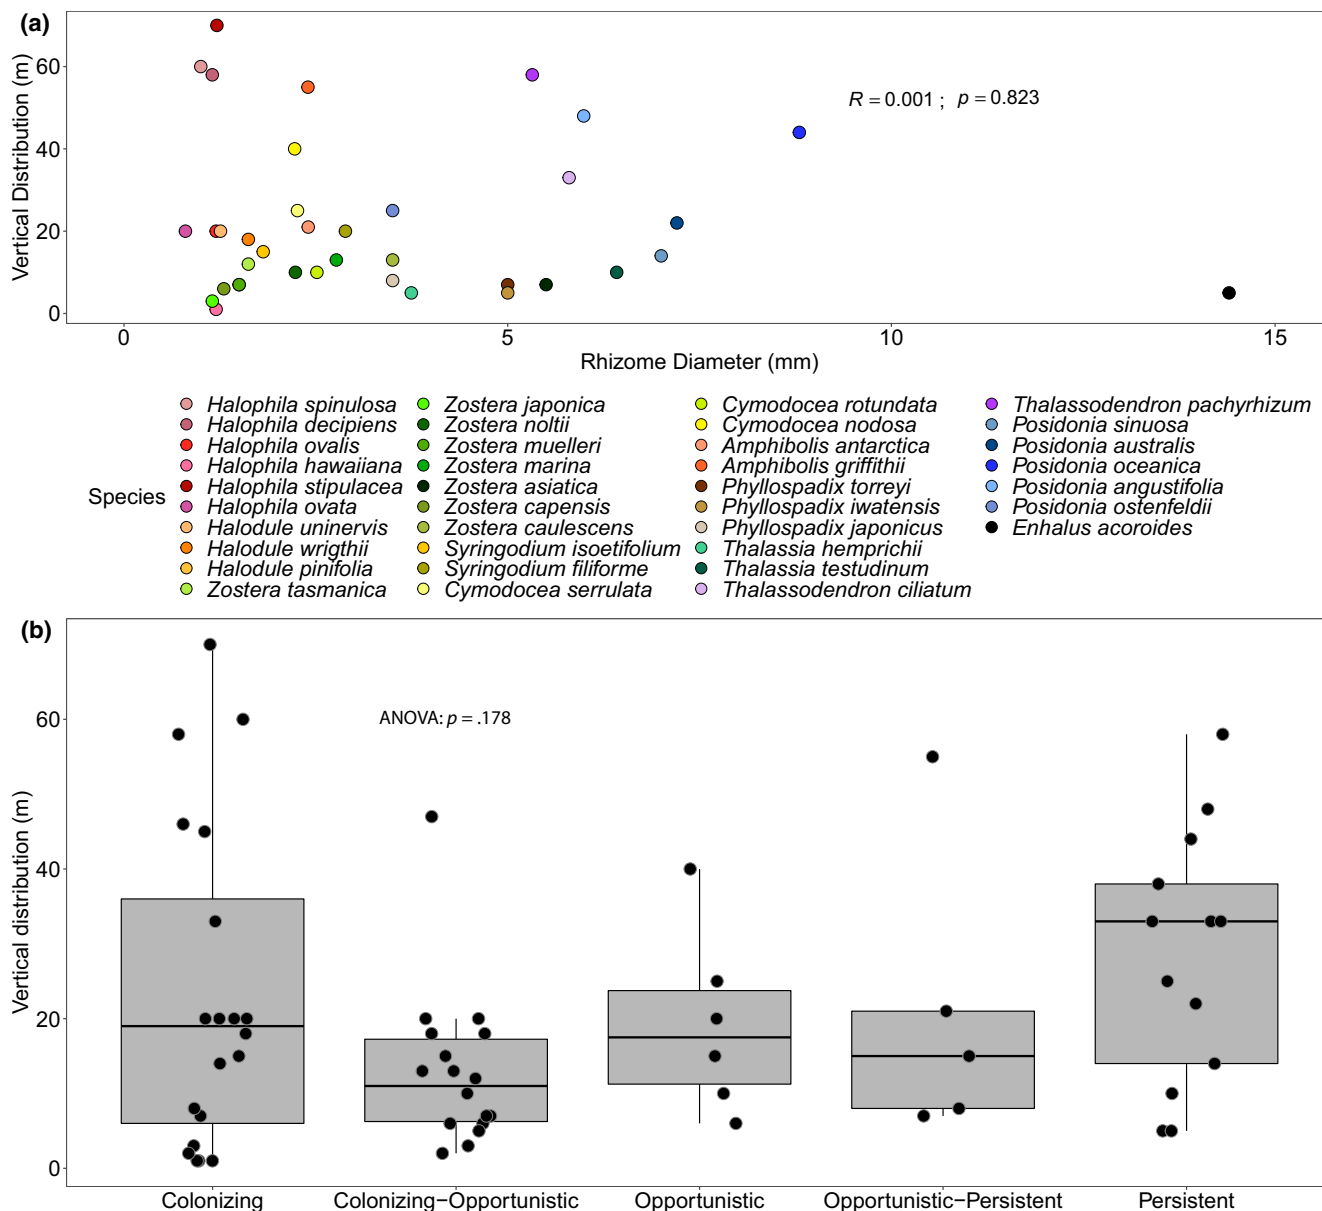 (a)
Vertical Distribution (m)
60
40
20
0
R = 0.001 ; p = 0.823
0 5 10 15
Rhizome Diameter (mm)
Species
Halophila spinulosa
Halophila decipiens
Halophila ovalis
Halophila hawaiiana
Halophila stipulacea
Halophila ovata
Halodule uninervis
Halodule wrigthii
Halodule pinifolia
Zostera tasmanica
Zostera japonica
Zostera noltii
Zostera muelleri
Zostera marina
Zostera asiatica
Zostera capensis
Zostera caulescens
Syringodium isoetifolium
Syringodium filiforme
Cymodocea serrulata
Cymodocea rotundata
Cymodocea nodosa
Amphibolis antarctica
Amphibolis griffithii
Phyllospadix torreyi
Phyllospadix iwatensis
Phyllospadix japonicus
Thalassia hemprichii
Thalassia testudinum
Thalassodendron ciliatum
Thalassodendron pachyrhizum
Posidonia sinuosa
Posidonia australis
Posidonia oceanica
Posidonia angustifolia
Posidonia ostenfeldii
Enhalus acoroides
(b)
Vertical distribution (m)
60
40
20
0
ANOVA: p = .178
Colonizing Colonizing−Opportunistic Opportunistic Opportunistic−Persistent Persistent